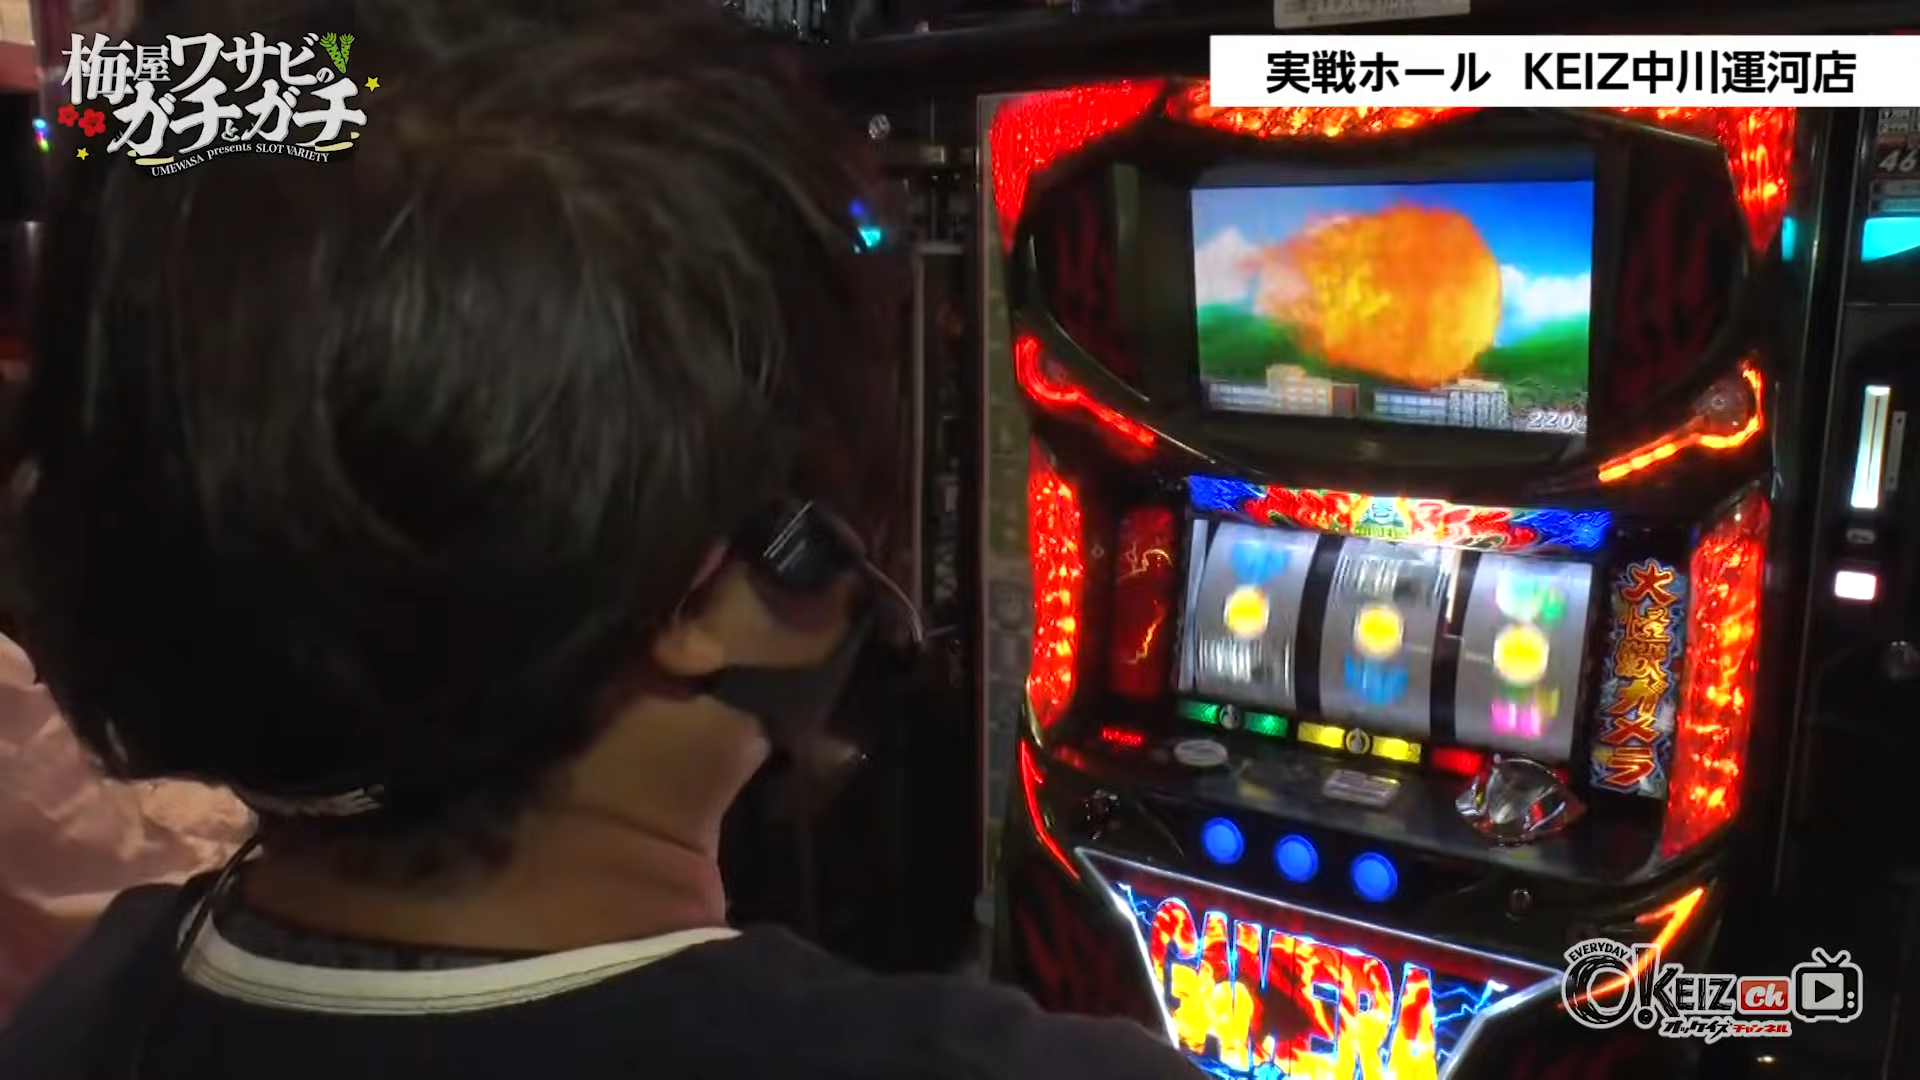 梅屋ワサビの
ガチとガチ
UMEWASA presents SLOT VARIETY
実戦ホール KEIZ中川運河店
46
220
大怪獣ガメラ
GAMERA
EVERYDAY
O!KEIZ ch
オッケイズチャンネル